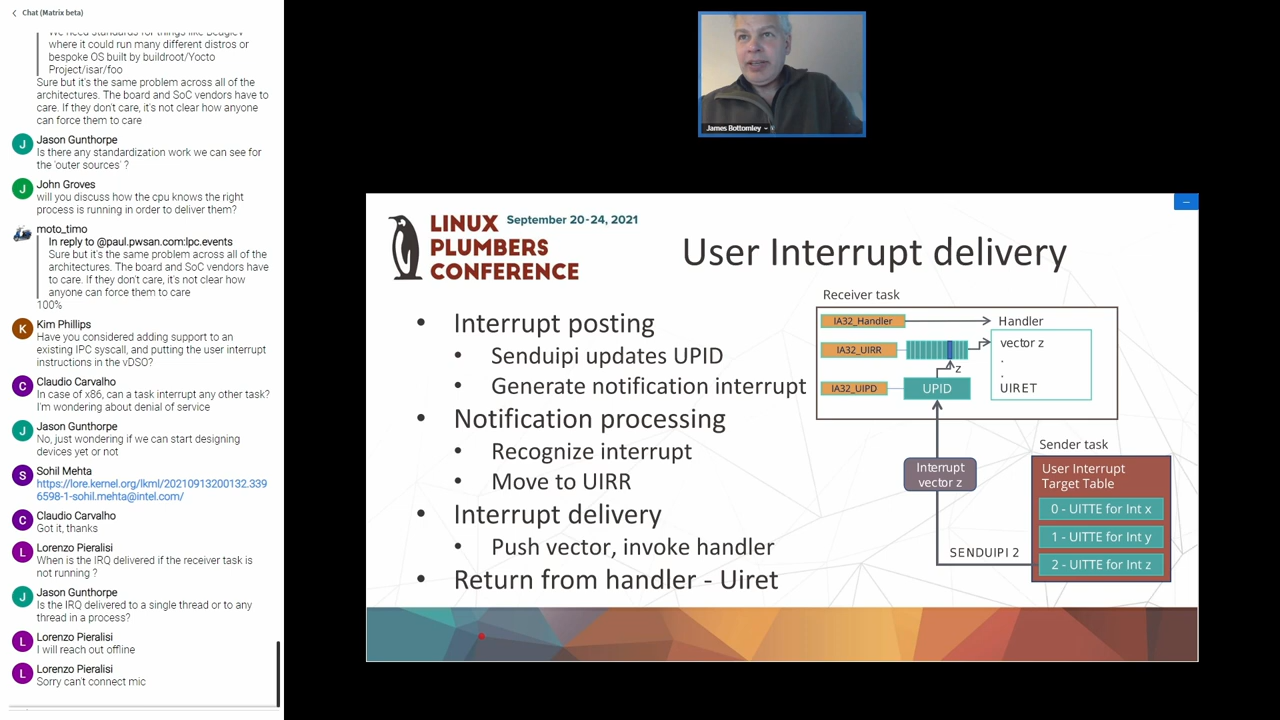 Chat (Matrix beta)
We need standards for things like BeagleV
where it could run many different distros or
bespoke OS built by buildroot/Yocto
Project/isar/foo
Sure but it's the same problem across all of the
architectures. The board and SoC vendors have to
care. If they don't care, it's not clear how anyone
can force them to care
Jason Gunthorpe
Is there any standardization work we can see for
the 'outer sources' ?
John Groves
will you discuss how the cpu knows the right
process is running in order to deliver them?
moto_timo
In reply to @paul.pwsan.com:lpc.events
Sure but it's the same problem across all of the
architectures. The board and SoC vendors have
to care. If they don't care, it's not clear how
anyone can force them to care
100%
Kim Phillips
Have you considered adding support to an
existing IPC syscall, and putting the user interrupt
instructions in the vDSO?
Claudio Carvalho
In case of x86, can a task interrupt any other task?
I'm wondering about denial of service
Jason Gunthorpe
No, just wondering if we can start designing
devices yet or not
Sohil Mehta
https://lore.kernel.org/lkml/20210913200132.339
6598-1-sohil.mehta@intel.com/
Claudio Carvalho
Got it, thanks
Lorenzo Pieralisi
When is the IRQ delivered if the receiver task is
not running ?
Jason Gunthorpe
Is the IRQ delivered to a single thread or to any
thread in a process?
Lorenzo Pieralisi
I will reach out offline
Lorenzo Pieralisi
Sorry can't connect mic
J
J
K
C
J
S
C
L
J
L
L
James Bottomley
LINUX
PLUMBERS
CONFERENCE
September 20-24, 2021
User Interrupt delivery
• Interrupt posting
• Senduipi updates UPID
• Generate notification interrupt
• Notification processing
• Recognize interrupt
• Move to UIRR
• Interrupt delivery
• Push vector, invoke handler
• Return from handler - Uiret
Receiver task
IA32_Handler
Handler
IA32_UIRR
vector z
.
.
UIRET
z
IA32_UIPD
UPID
Interrupt
vector z
Sender task
User Interrupt
Target Table
0 - UITTE for Int x
1 - UITTE for Int y
2 - UITTE for Int z
SENDUIPI 2